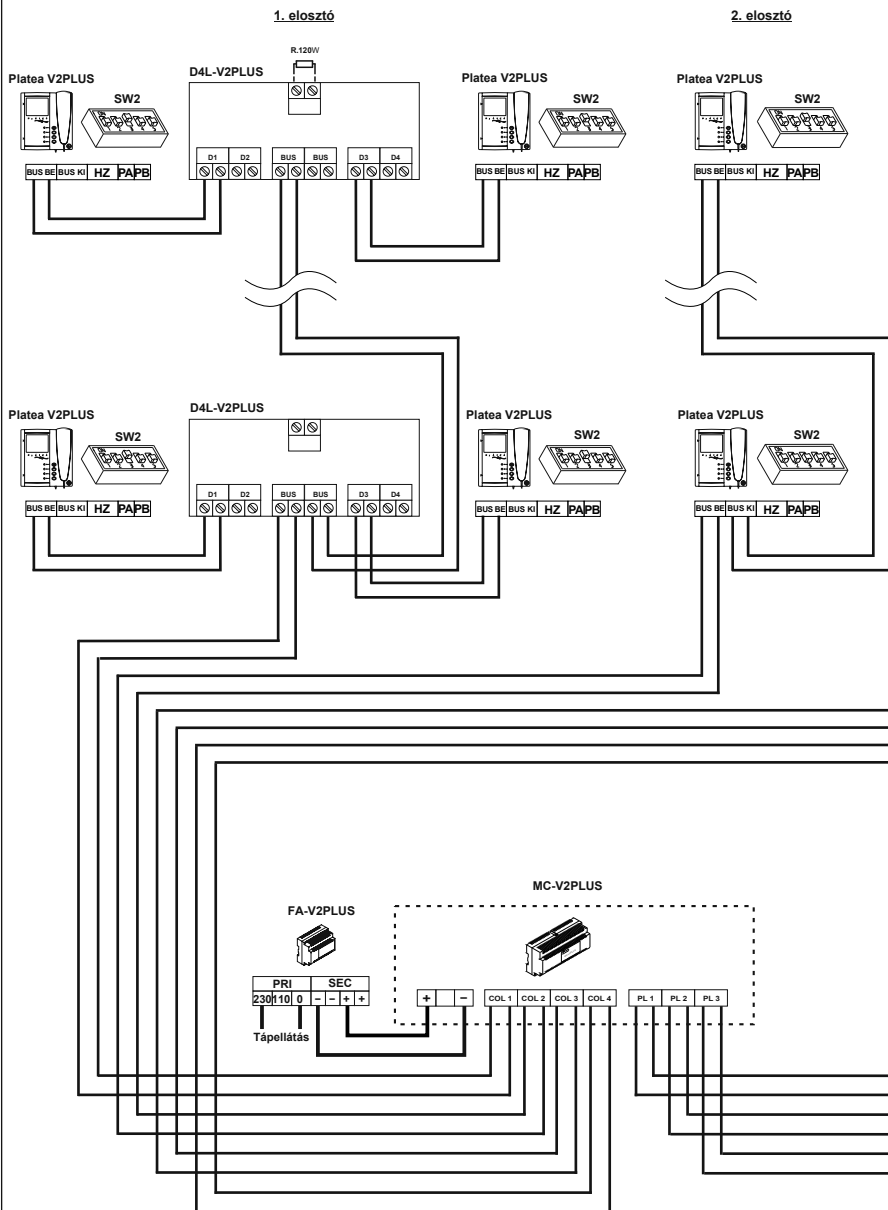 1. elosztó
2. elosztó
R.120W
Platea V2PLUS
SW2
D4L-V2PLUS
D1 D2 BUS BUS D3 D4
BUS BE BUS KI HZ PA PB
Platea V2PLUS
SW2
BUS BE BUS KI HZ PA PB
Platea V2PLUS
SW2
BUS BE BUS KI HZ PA PB
Platea V2PLUS
SW2
D4L-V2PLUS
D1 D2 BUS BUS D3 D4
BUS BE BUS KI HZ PA PB
Platea V2PLUS
SW2
BUS BE BUS KI HZ PA PB
Platea V2PLUS
SW2
BUS BE BUS KI HZ PA PB
MC-V2PLUS
FA-V2PLUS
PRI SEC
230 110 0 − − + +
Tápellátás
+ −
COL 1 COL 2 COL 3 COL 4
PL 1 PL 2 PL 3